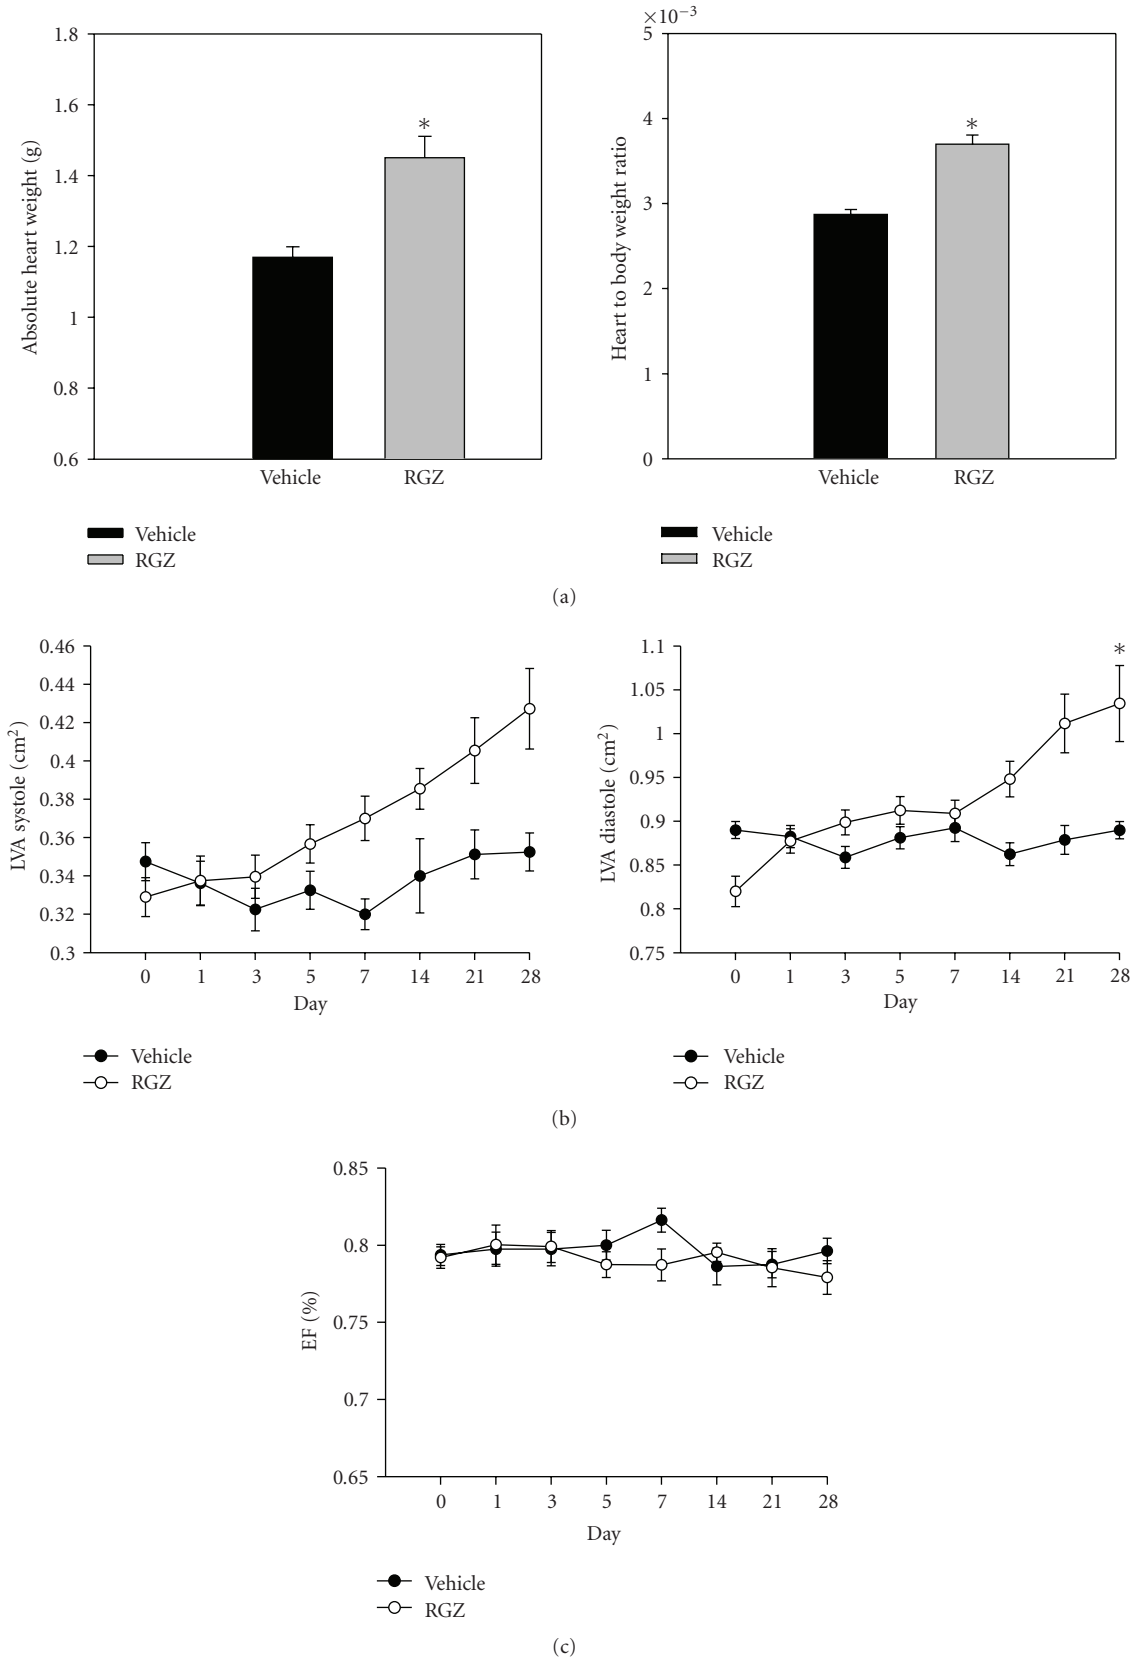 Absolute heart weight (g)
1.8
1.6
1.4
1.2
1
0.8
0.6
*
Vehicle RGZ
Vehicle
RGZ
×10⁻³
Heart to body weight ratio
5
4
3
2
1
0
*
Vehicle RGZ
Vehicle
RGZ
(a)
LVA systole (cm²)
0.46
0.44
0.42
0.4
0.38
0.36
0.34
0.32
0.3
0 1 3 5 7 14 21 28
Day
Vehicle
RGZ
LVA diastole (cm²)
1.1
1.05
1
0.95
0.9
0.85
0.8
0.75
*
0 1 3 5 7 14 21 28
Day
Vehicle
RGZ
(b)
EF (%)
0.85
0.8
0.75
0.7
0.65
0 1 3 5 7 14 21 28
Day
Vehicle
RGZ
(c)